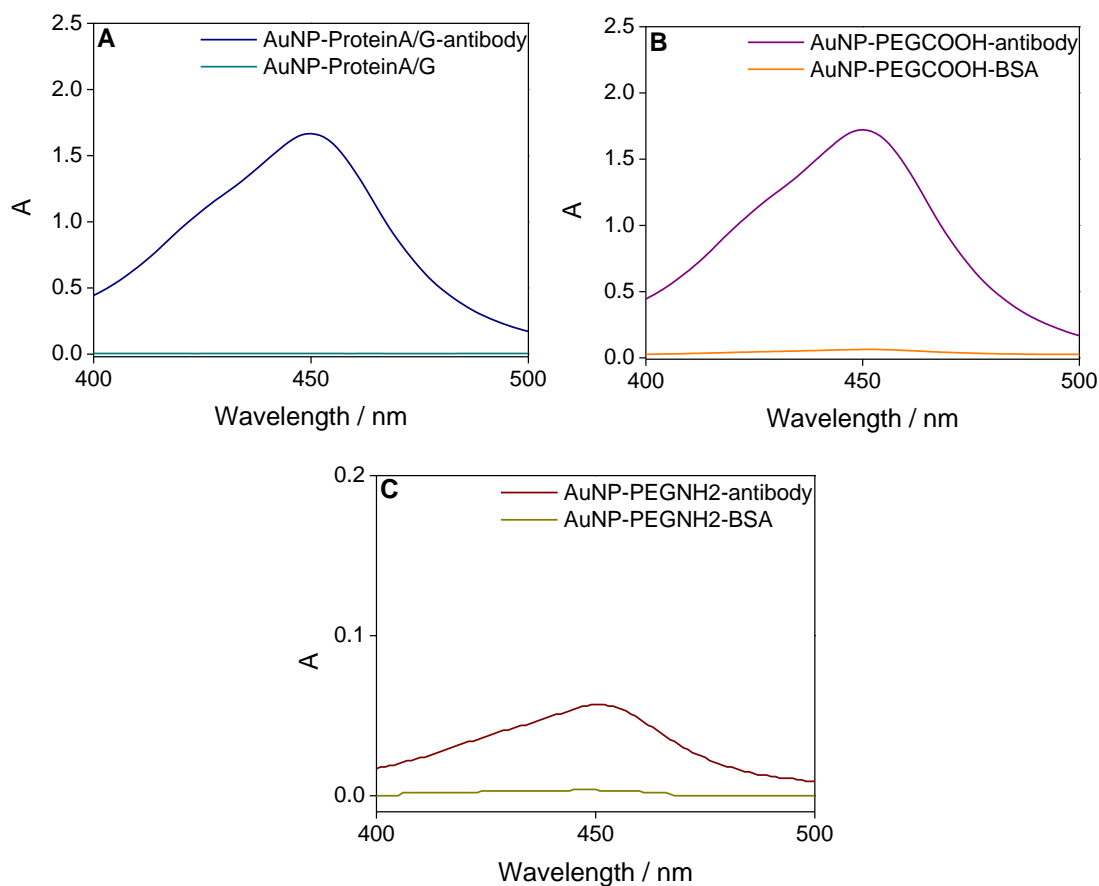 A
AuNP-ProteinA/G-antibody
AuNP-ProteinA/G
2.5
2.0
1.5
1.0
0.5
0.0
A
400
450
500
Wavelength / nm
B
AuNP-PEGCOOH-antibody
AuNP-PEGCOOH-BSA
2.5
2.0
1.5
1.0
0.5
0.0
A
400
450
500
Wavelength / nm
C
AuNP-PEGNH2-antibody
AuNP-PEGNH2-BSA
0.2
0.1
0.0
A
400
450
500
Wavelength / nm